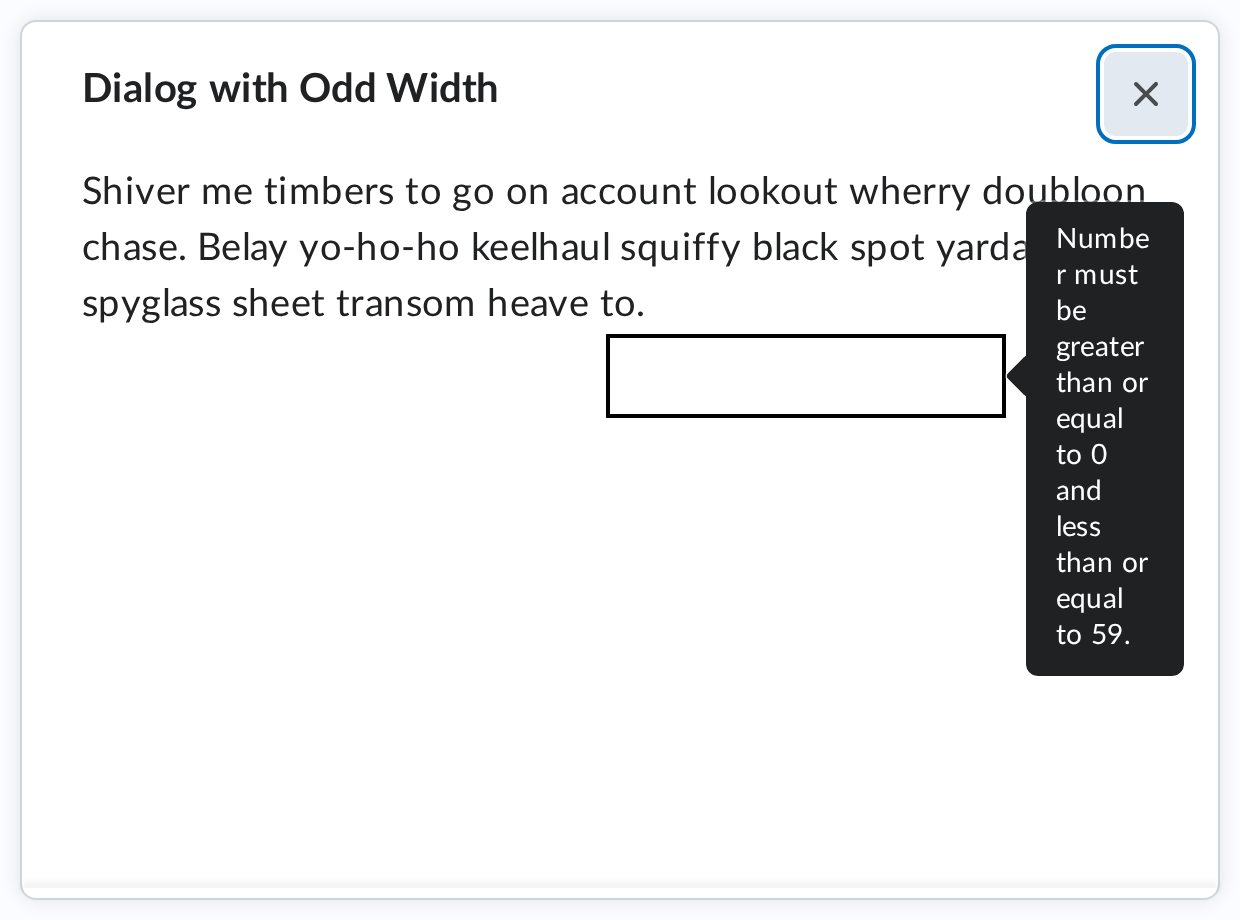 Dialog with Odd Width
Shiver me timbers to go on account lookout wherry doubloon
chase. Belay yo-ho-ho keelhaul squiffy black spot yarda
spyglass sheet transom heave to.
Numbe
r must
be
greater
than or
equal
to 0
and
less
than or
equal
to 59.